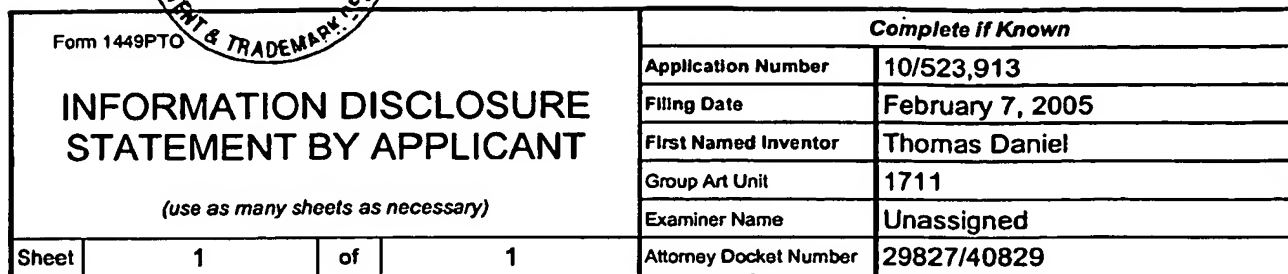 ENT & TRADEMARK
Form 1449PTO
INFORMATION DISCLOSURE
STATEMENT BY APPLICANT
(use as many sheets as necessary)
Sheet 1 of 1
Complete if Known
Application Number 10/523,913
Filing Date February 7, 2005
First Named Inventor Thomas Daniel
Group Art Unit 1711
Examiner Name Unassigned
Attorney Docket Number 29827/40829